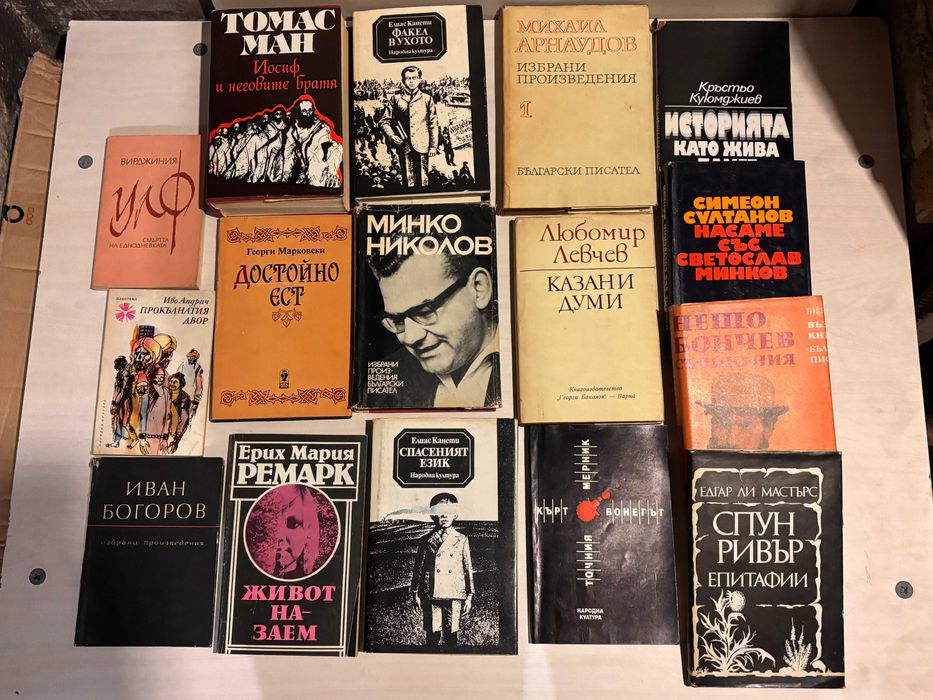 ТОМАС
МАН
Йосиф
и неговите братя
Елиас Канети
ФАКЕЛ
В УХОТО
Народна култура
МИХАИЛ
АРНАУДОВ
ИЗБРАНИ
ПРОИЗВЕДЕНИЯ
1
БЪЛГАРСКИ ПИСАТЕЛ
Кръстьо
Куюмджиев
ИСТОРИЯТА
КАТО ЖИВА
ВИРДЖИНИЯ
УЛФ
СМЪРТТА
НА ЕДНОДНЕВКАТА
Георги Марковски
ДОСТОЙНО
ЕСТ
МИНКО
НИКОЛОВ
ИЗБРАНИ
ПРОИЗ-
ВЕДЕНИЯ
БЪЛГАРСКИ
ПИСАТЕЛ
Любомир
Левчев
КАЗАНИ
ДУМИ
Книгоиздателство
„Георги Бакалов" — Варна
СИМЕОН
СУЛТАНОВ
НАСАМЕ
СЪС
СВЕТОСЛАВ
МИНКОВ
Иво Андрич
ПРОКЪЛНАТИЯ
ДВОР
НЕШО
БОНЧЕВ
СЪЧИНЕНИЯ
ИВАН
БОГОРОВ
избрани произведения
ЕРИХ МАРИЯ
РЕМАРК
ЖИВОТ
НА-
ЗАЕМ
Елиас Канети
СПАСЕНИЯТ
ЕЗИК
Народна култура
КЪРТ ВОНЕГЪТ
ТОЧНИЯ МЕРНИК
НАРОДНА
КУЛТУРА
ЕДГАР ЛИ МАСТЪРС
СПУН
РИВЪР
ЕПИТАФИИ